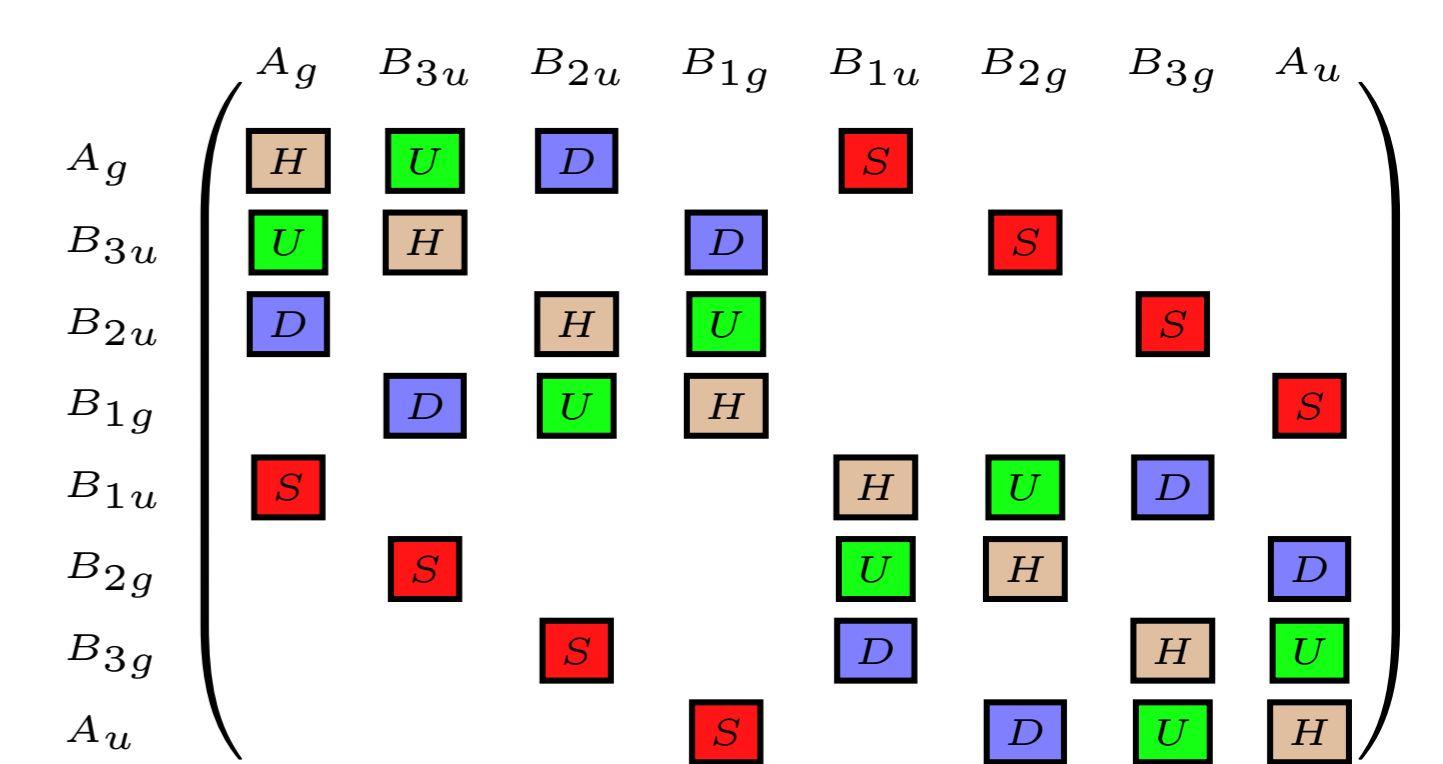 A_g B_{3u} B_{2u} B_{1g} B_{1u} B_{2g} B_{3g} A_u
A_g H U D S
B_{3u} U H D S
B_{2u} D H U S
B_{1g} D U H S
B_{1u} S H U D
B_{2g} S U H D
B_{3g} S D H U
A_u S D U H